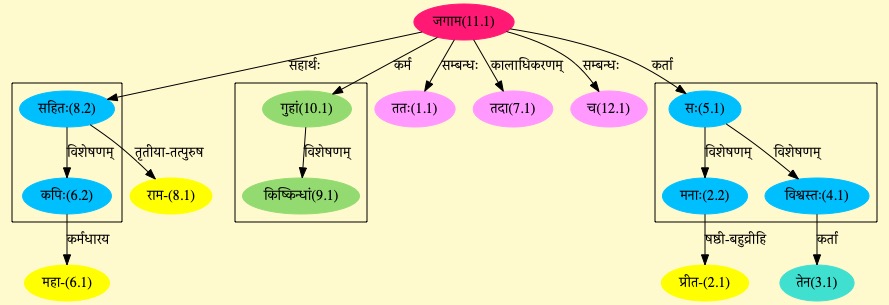 जगाम(11.1)
सहार्थः कर्म सम्बन्धः कालाधिकरणम् सम्बन्धः कर्ता
सहितः(8.2) गुहां(10.1) ततः(1.1) तदा(7.1) च(12.1) सः(5.1)
विशेषणम् तृतीया-तत्पुरुष विशेषणम् विशेषणम् विशेषणम्
कपिः(6.2) राम-(8.1) किष्किन्धां(9.1) मनाः(2.2) विश्वस्तः(4.1)
कर्मधारय षष्ठी-बहुव्रीहि कर्ता
महा-(6.1) प्रीत-(2.1) तेन(3.1)